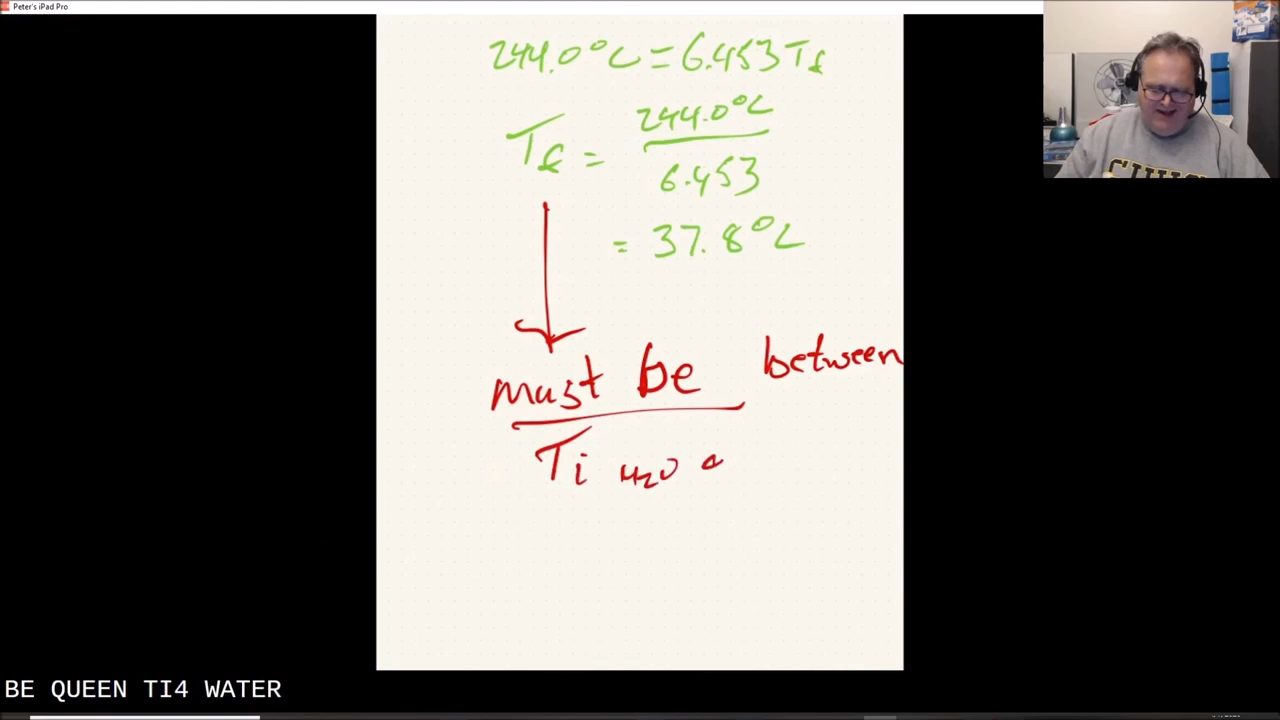 Peter's iPad Pro
244.0°C = 6.453 Tf
Tf = 244.0°C / 6.453
= 37.8°C
must be between
Ti H2O
BE QUEEN TI4 WATER